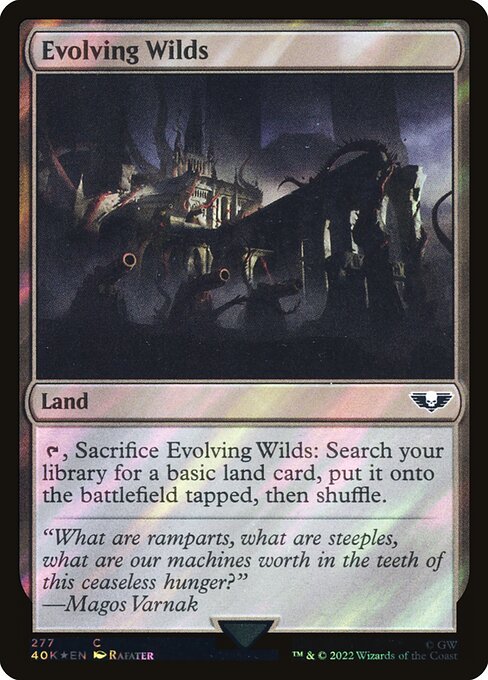 Evolving Wilds
Land
, Sacrifice Evolving Wilds: Search your
library for a basic land card, put it onto
the battlefield tapped, then shuffle.
“What are ramparts, what are steeples,
what are our machines worth in the teeth of
this ceaseless hunger?”
—Magos Varnak
277 C © GW
40K★EN Rafater ™ & © 2022 Wizards of the Coast